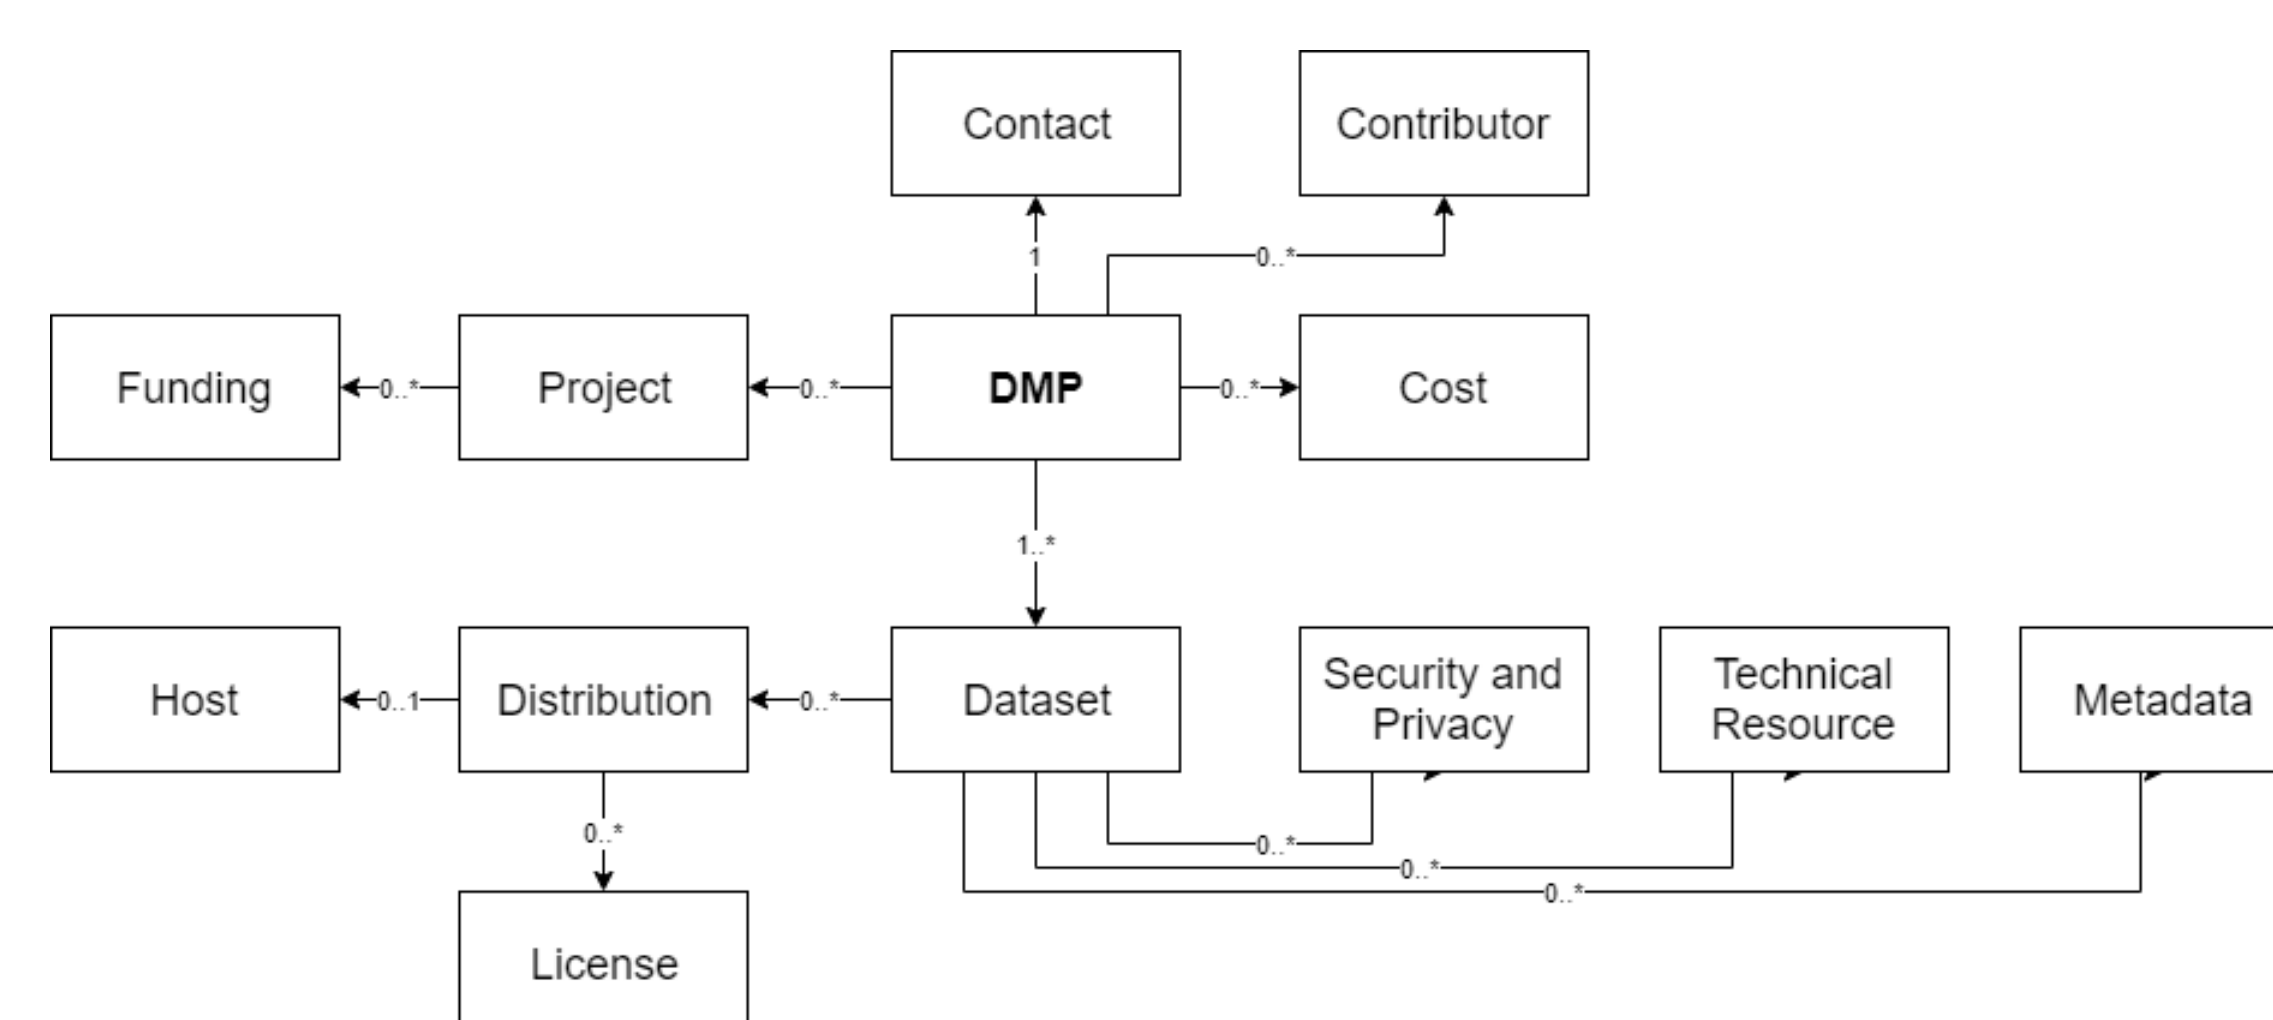 Contact
Contributor
1
0..*
Funding
0..*
Project
0..*
DMP
0..*
Cost
1..*
Host
0..1
Distribution
0..*
Dataset
Security and
Privacy
Technical
Resource
Metadata
0..*
0..*
0..*
0..*
License